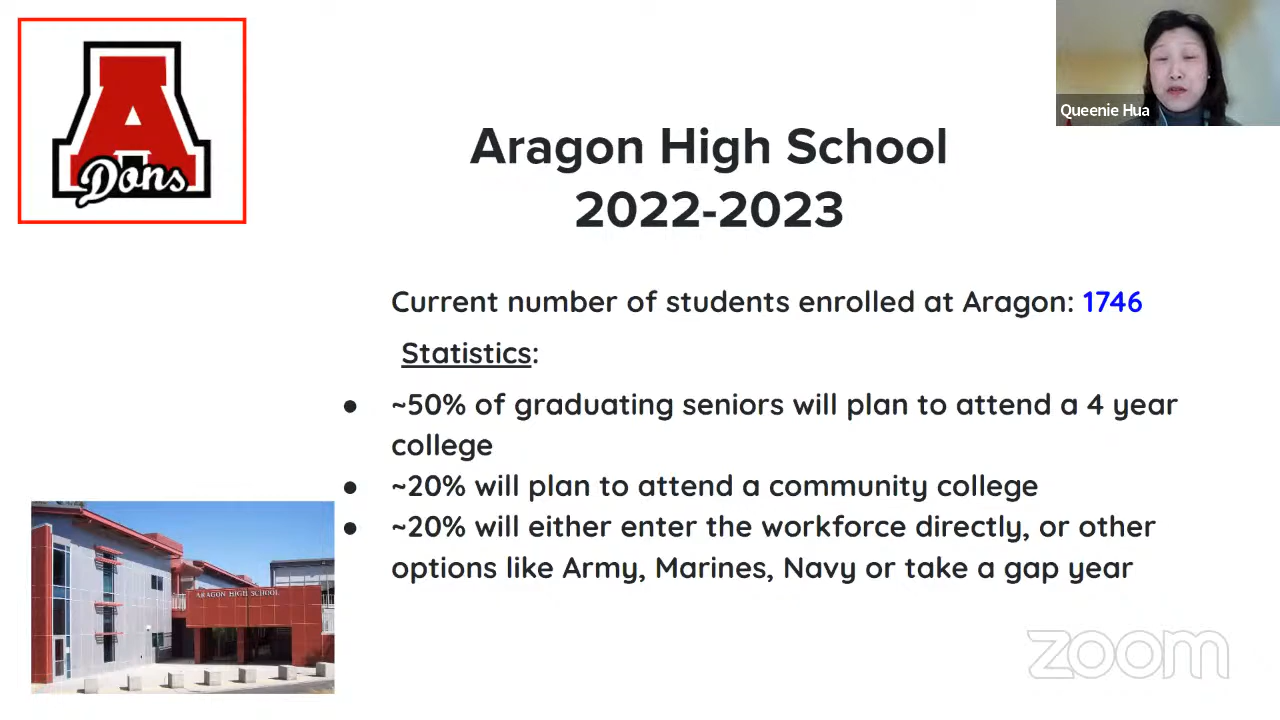 A
Dons
Queenie Hua
Aragon High School
2022-2023
Current number of students enrolled at Aragon: 1746
Statistics:
● ~50% of graduating seniors will plan to attend a 4 year
college
● ~20% will plan to attend a community college
● ~20% will either enter the workforce directly, or other
options like Army, Marines, Navy or take a gap year
ARAGON HIGH SCHOOL
zoom